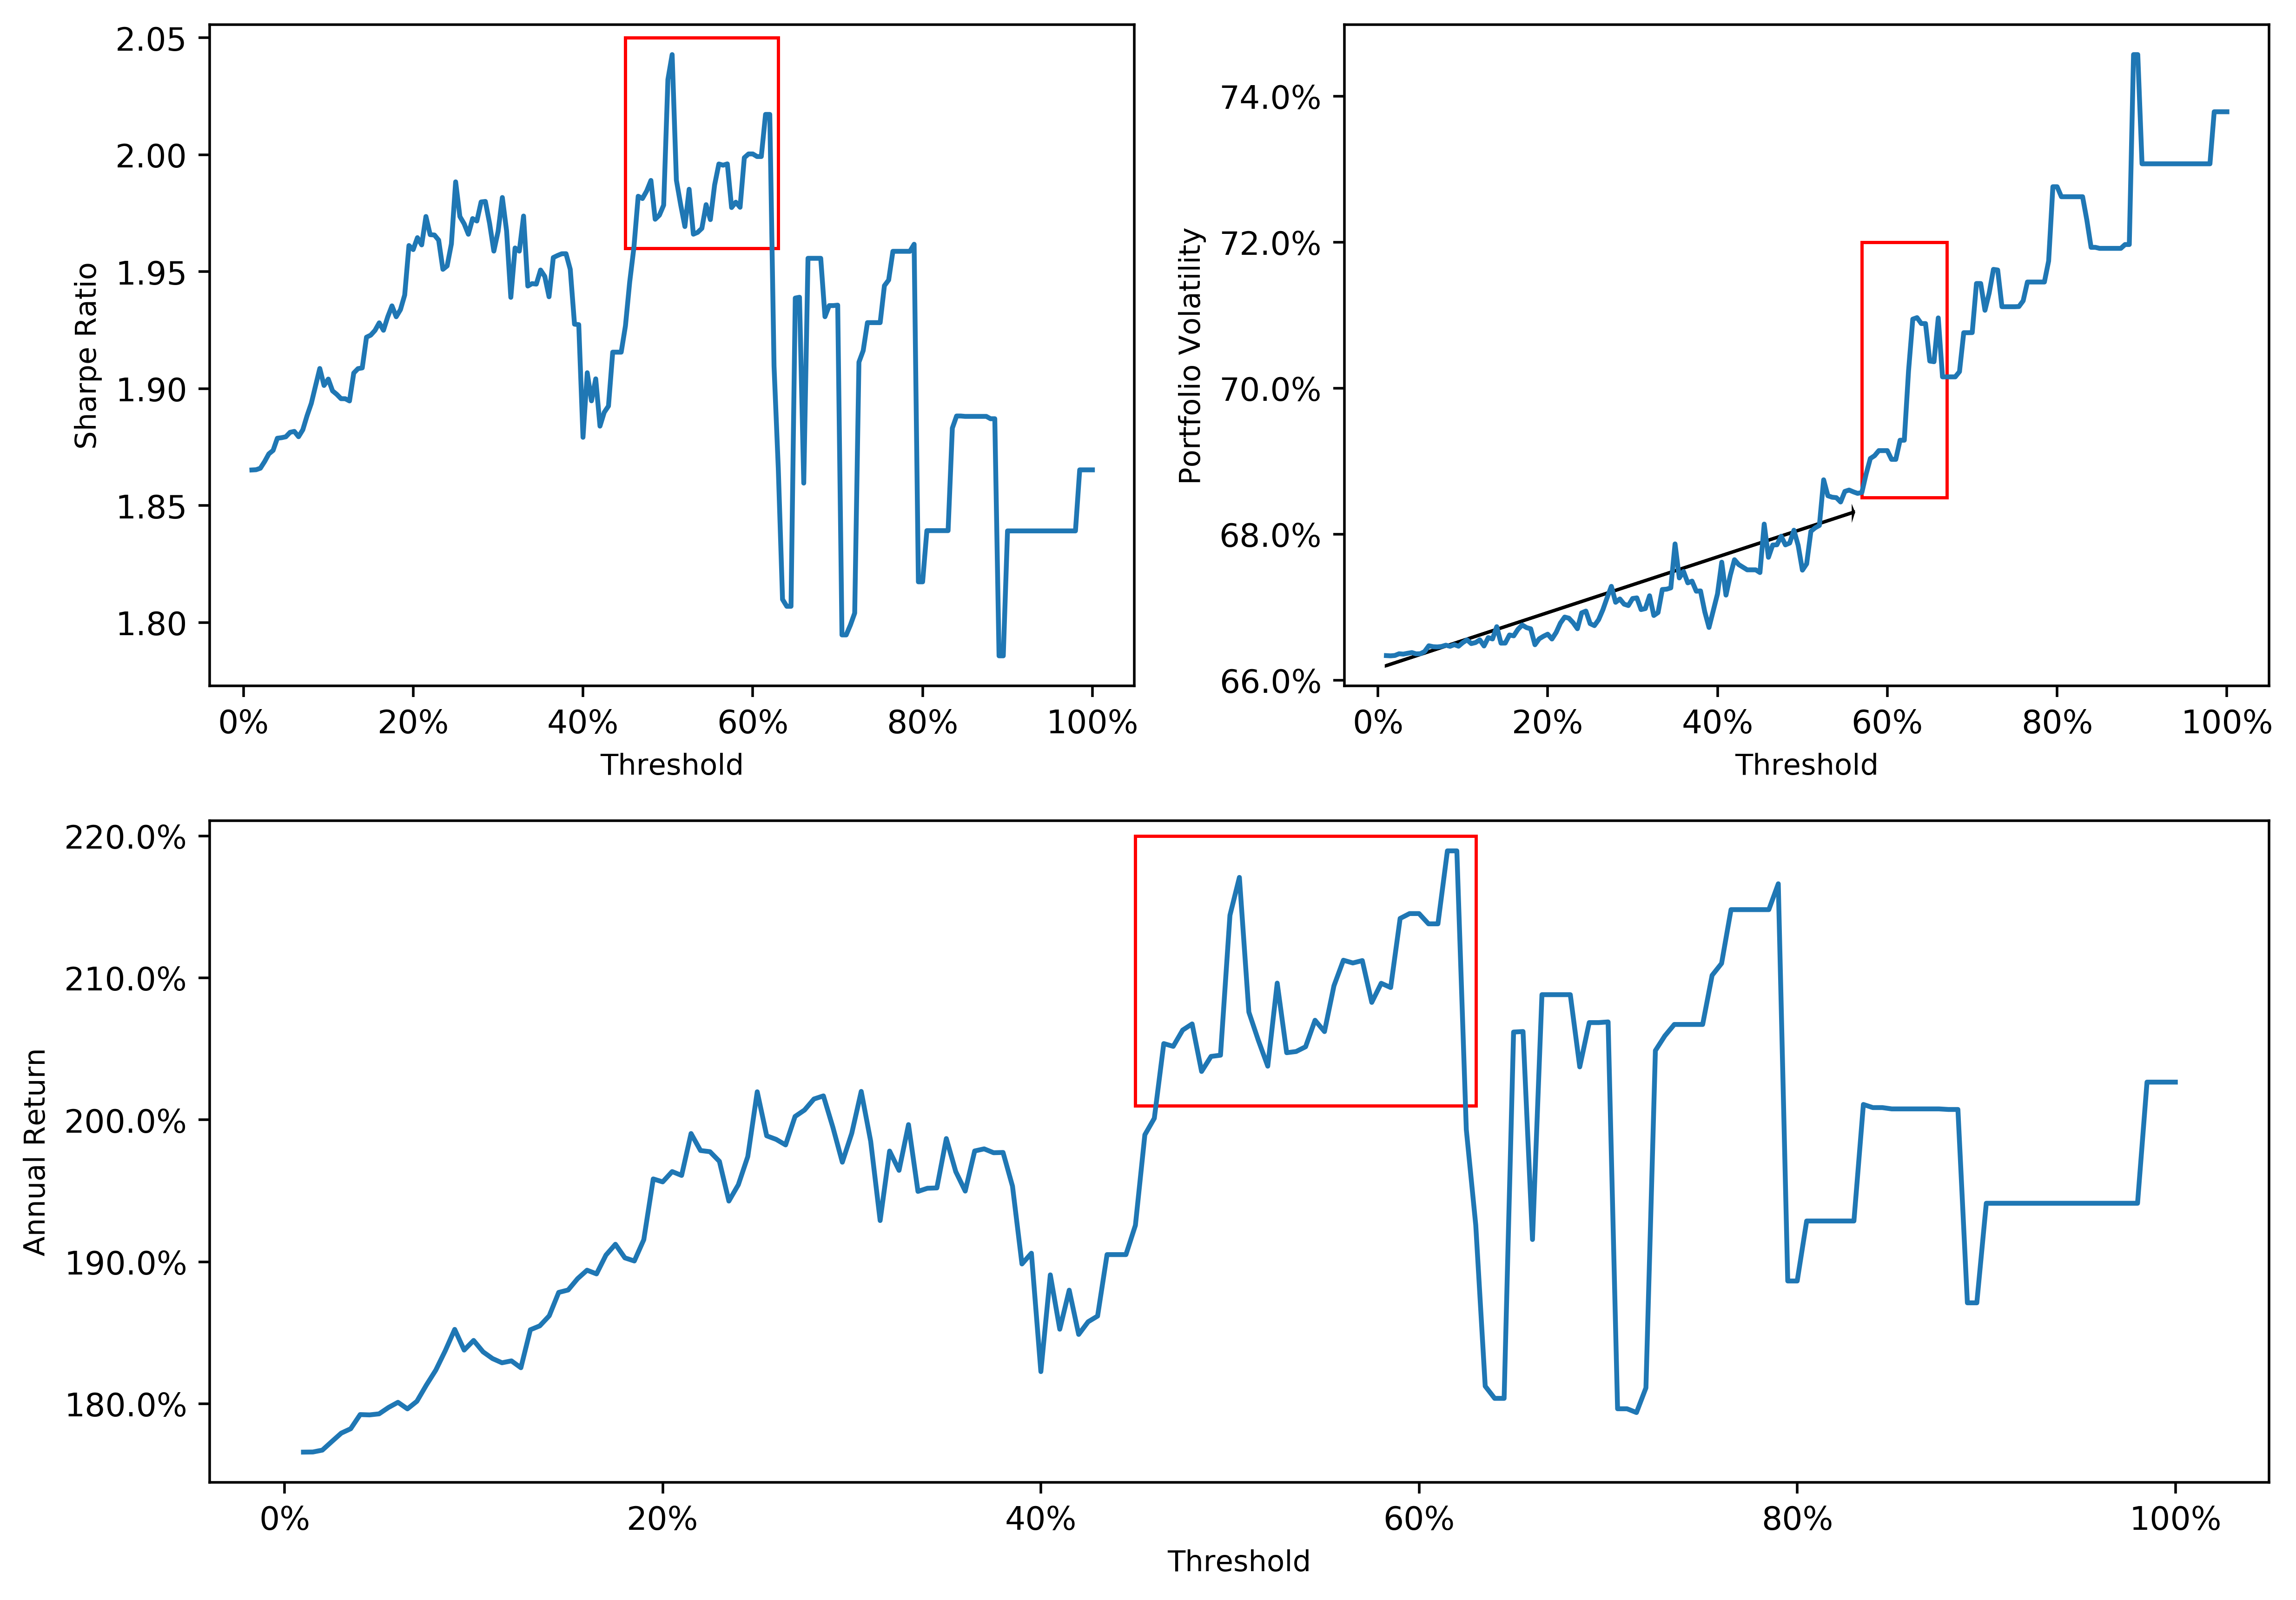 2.05
2.00
1.95
1.90
1.85
1.80
Sharpe Ratio
0% 20% 40% 60% 80% 100%
Threshold
74.0%
72.0%
70.0%
68.0%
66.0%
Portfolio Volatility
0% 20% 40% 60% 80% 100%
Threshold
220.0%
210.0%
200.0%
190.0%
180.0%
Annual Return
0% 20% 40% 60% 80% 100%
Threshold